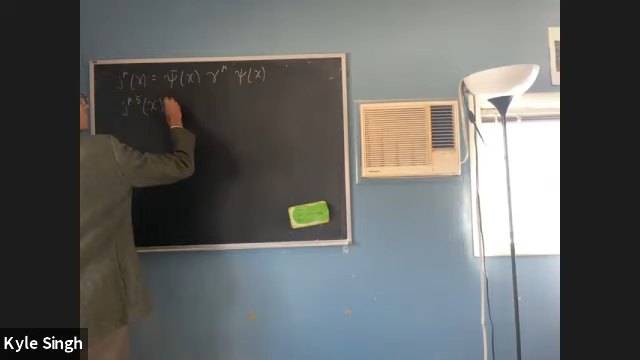 j^μ(x) = ψ̄(x) γ^μ ψ(x)
j^{μ5}(x)
Kyle Singh